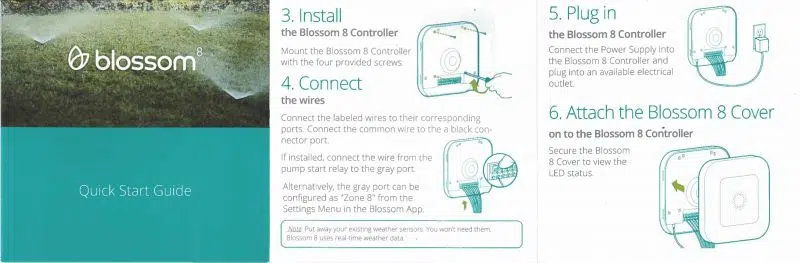 blossom8
Quick Start Guide
3. Install
the Blossom 8 Controller
Mount the Blossom 8 Controller
with the four provided screws.
4. Connect
the wires
Connect the labeled wires to their corresponding
ports. Connect the common wire to the a black con-
nector port.
If installed, connect the wire from the
pump start relay to the gray port.
Alternatively, the gray port can be
configured as "Zone 8" from the
Settings Menu in the Blossom App.
Note: Put away your existing weather sensors. You won't need them.
Blossom 8 uses real-time weather data.
5. Plug in
the Blossom 8 Controller
Connect the Power Supply into
the Blossom 8 Controller and
plug into an available electrical
outlet.
6. Attach the Blossom 8 Cover
on to the Blossom 8 Controller
Secure the Blossom
8 Cover to view the
LED status.